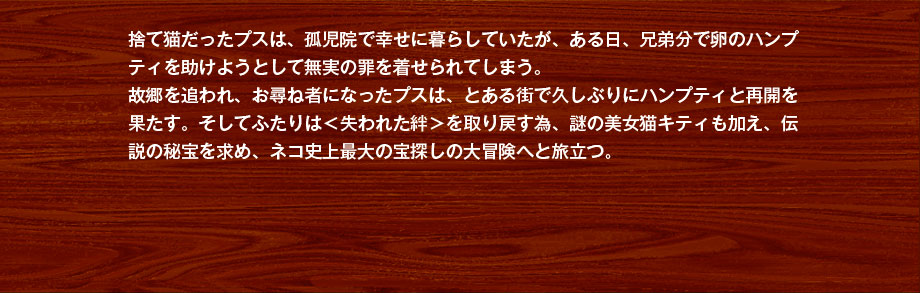 捨て猫だったプスは、孤児院で幸せに暮らしていたが、ある日、兄弟分で卵のハンプ
ティを助けようとして無実の罪を着せられてしまう。
故郷を追われ、お尋ね者になったプスは、とある街で久しぶりにハンプティと再開を
果たす。そしてふたりは＜失われた絆＞を取り戻す為、謎の美女猫キティも加え、伝
説の秘宝を求め、ネコ史上最大の宝探しの大冒険へと旅立つ。